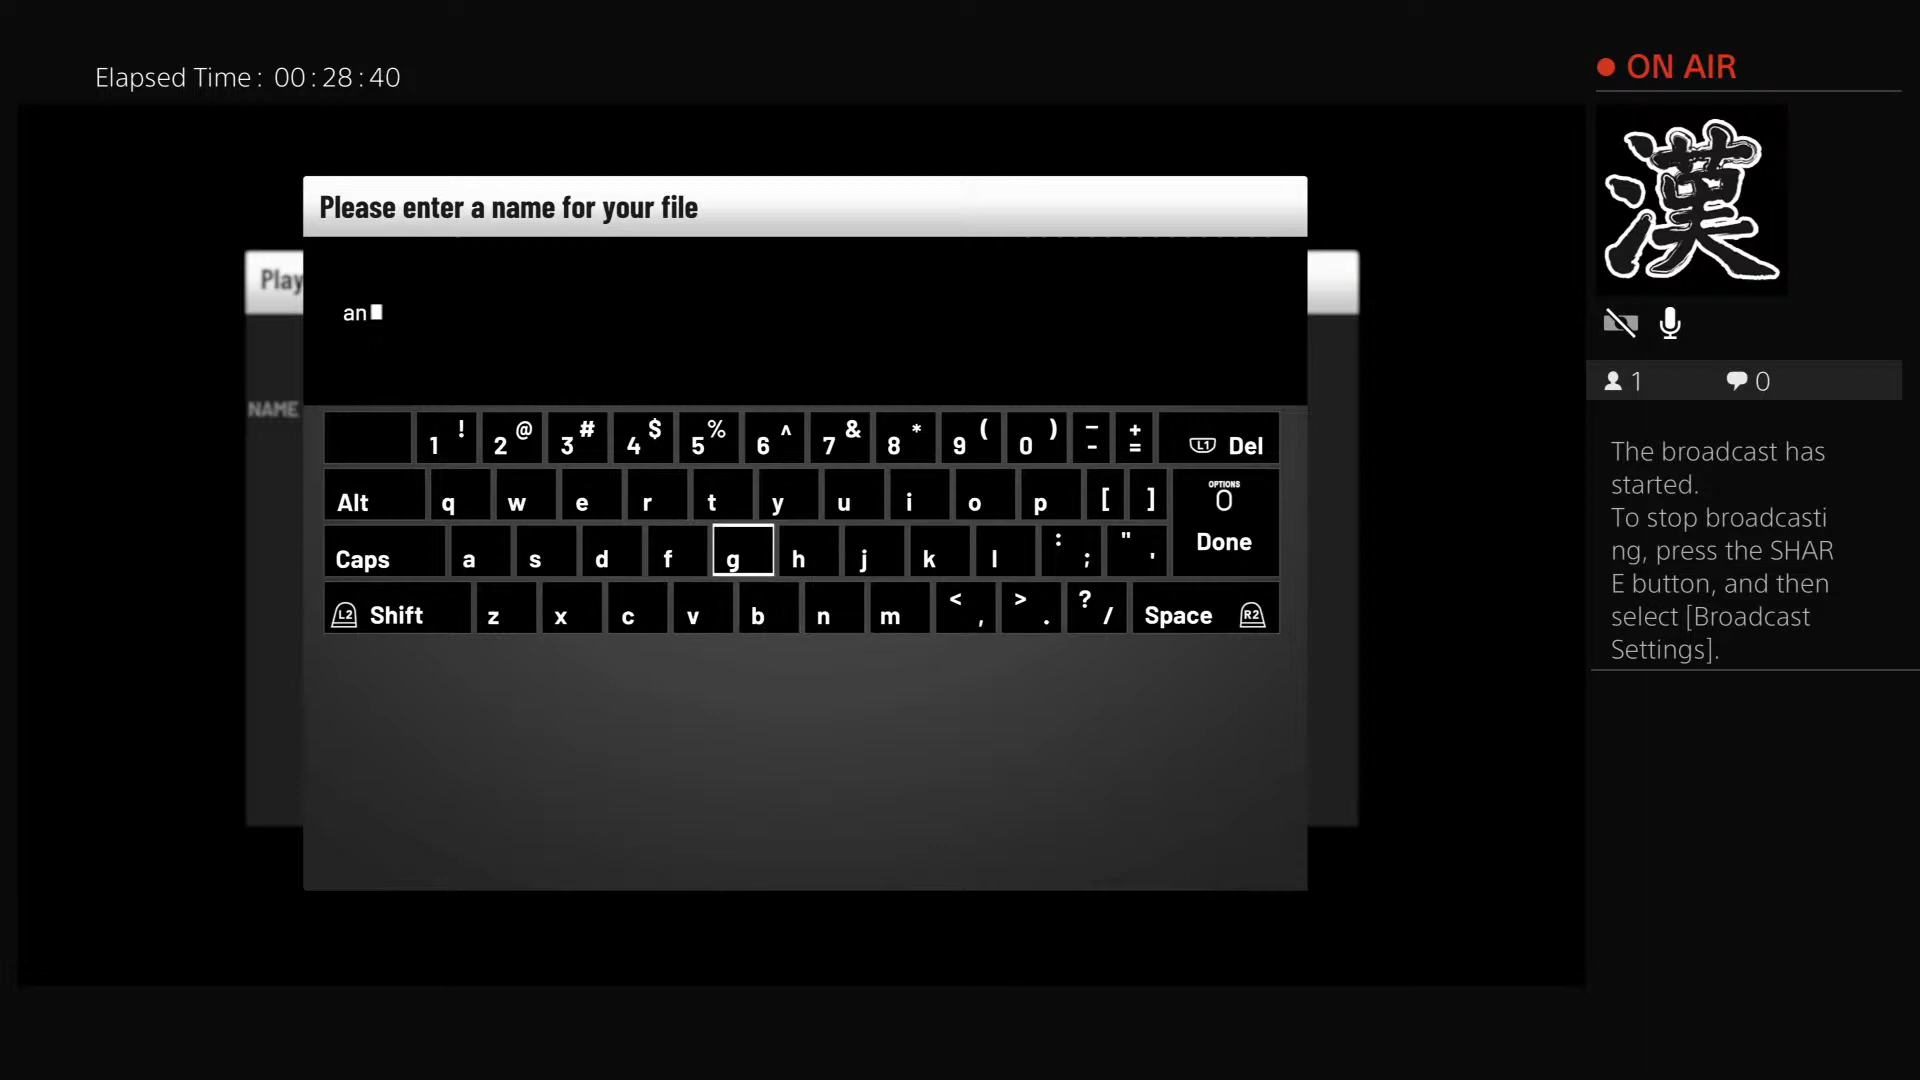 Elapsed Time : 00 : 28 : 40
ON AIR
漢
Please enter a name for your file
Play
an
NAME
1 0
1 ! 2 @ 3 # 4 $ 5 % 6 ^ 7 & 8 * 9 ( 0 ) - _ = + L1 Del
Alt q w e r t y u i o p [ ] OPTIONS
Caps a s d f g h j k l ; : ' " Done
L2 Shift z x c v b n m , < . > / ? Space R2
The broadcast has
started.
To stop broadcasti
ng, press the SHAR
E button, and then
select [Broadcast
Settings].